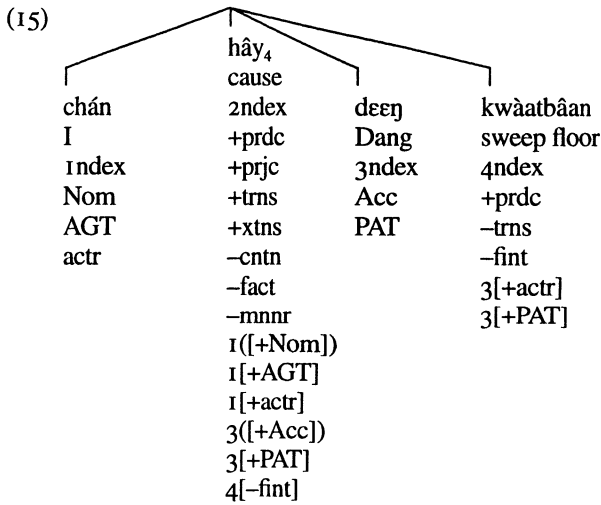 (15)
chán
I
1ndex
Nom
AGT
actr
hây₄
cause
2ndex
+prdc
+prjc
+trns
+xtns
–cntn
–fact
–mnnr
1([+Nom])
1[+AGT]
1[+actr]
3([+Acc])
3[+PAT]
4[–fint]
dɛɛŋ
Dang
3ndex
Acc
PAT
kwàatbâan
sweep floor
4ndex
+prdc
–trns
–fint
3[+actr]
3[+PAT]